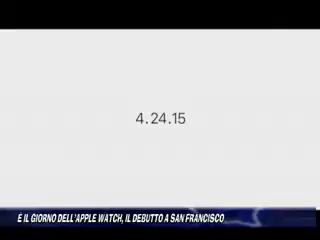 4.24.15
È IL GIORNO DELL'APPLE WATCH, IL DEBUTTO A SAN FRANCISCO